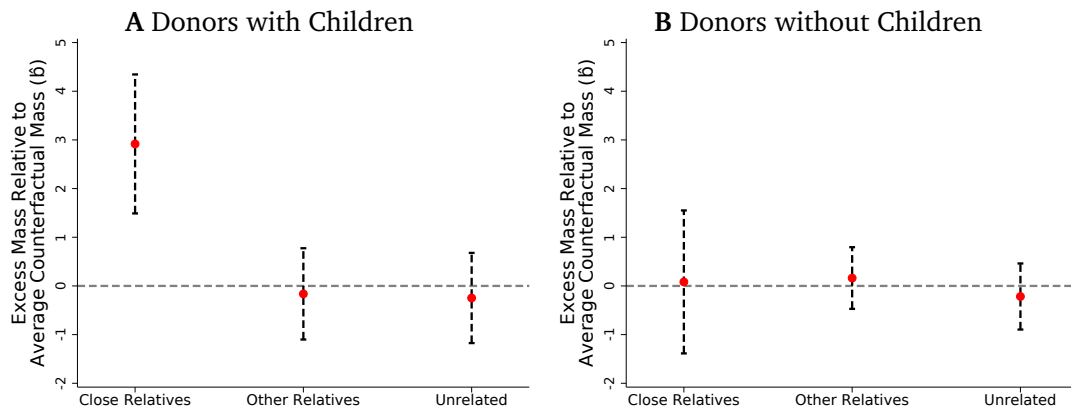 A Donors with Children
Excess Mass Relative to
Average Counterfactual Mass (b̂)
5
4
3
2
1
0
-1
-2
Close Relatives
Other Relatives
Unrelated
B Donors without Children
Excess Mass Relative to
Average Counterfactual Mass (b̂)
5
4
3
2
1
0
-1
-2
Close Relatives
Other Relatives
Unrelated